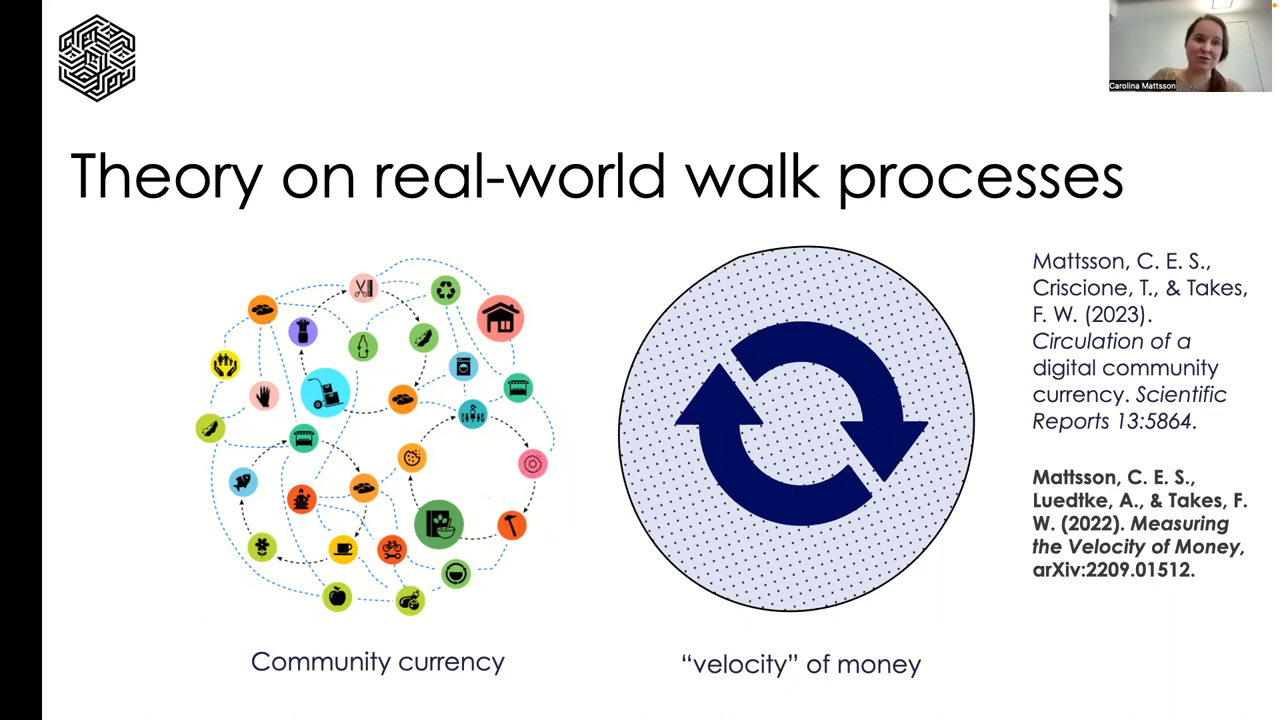 Carolina Mattsson
Theory on real-world walk processes
Mattsson, C. E. S.,
Criscione, T., & Takes,
F. W. (2023).
Circulation of a
digital community
currency. Scientific
Reports 13:5864.
Mattsson, C. E. S.,
Luedtke, A., & Takes, F.
W. (2022). Measuring
the Velocity of Money,
arXiv:2209.01512.
Community currency
“velocity” of money